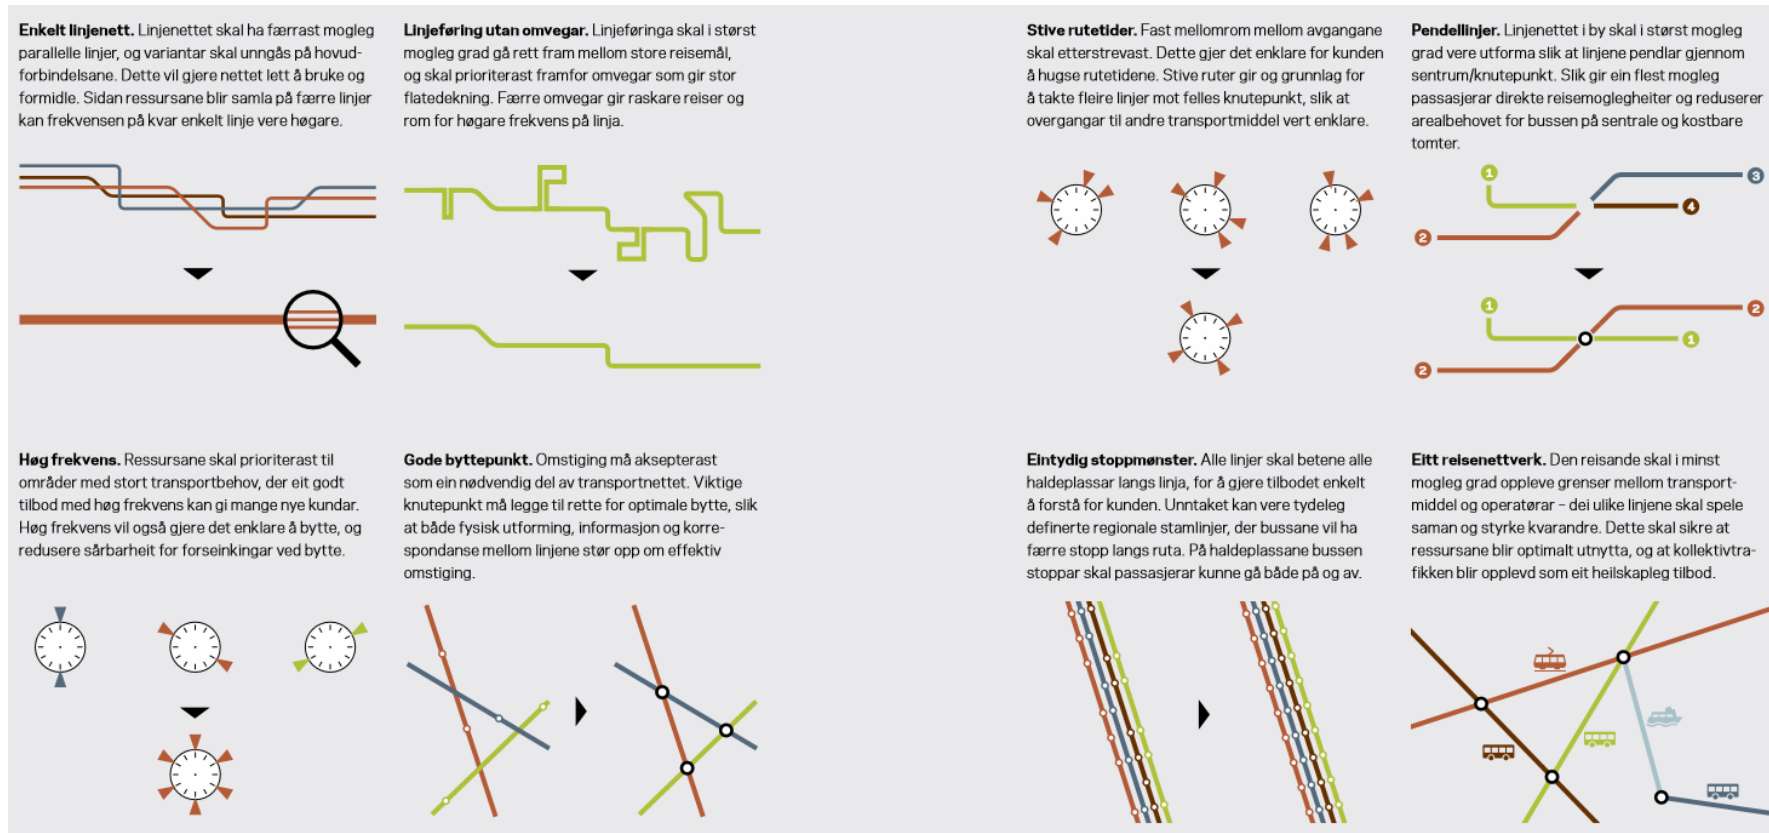 Enkelt linjenett. Linjenettet skal ha færrast mogleg
parallelle linjer, og variantar skal unngås på hovud-
forbindelsane. Dette vil gjere nettet lett å bruke og
formidle. Sidan ressursane blir samla på færre linjer
kan frekvensen på kvar enkelt linje vere høgare.
Linjeføring utan omvegar. Linjeføringa skal i størst
mogleg grad gå rett fram mellom store reisemål,
og skal prioriterast framfor omvegar som gir stor
flatedekning. Færre omvegar gir raskare reiser og
rom for høgare frekvens på linja.
Stive rutetider. Fast mellomrom mellom avgangane
skal etterstrevast. Dette gjer det enklare for kunden
å hugse rutetidene. Stive ruter gir og grunnlag for
å takte fleire linjer mot felles knutepunkt, slik at
overgangar til andre transportmiddel vert enklare.
Pendellinjer. Linjenettet i by skal i størst mogleg
grad vere utforma slik at linjene pendlar gjennom
sentrum/knutepunkt. Slik gir ein flest mogleg
passasjerar direkte reisemoglegheiter og reduserer
arealbehovet for bussen på sentrale og kostbare
tomter.
1
3
4
2
1
2
1
2
Høg frekvens. Ressursane skal prioriterast til
områder med stort transportbehov, der eit godt
tilbod med høg frekvens kan gi mange nye kundar.
Høg frekvens vil også gjere det enklare å bytte, og
redusere sårbarheit for forseinkingar ved bytte.
Gode byttepunkt. Omstiging må aksepterast
som ein nødvendig del av transportnettet. Viktige
knutepunkt må legge til rette for optimale bytte, slik
at både fysisk utforming, informasjon og korre-
spondanse mellom linjene stør opp om effektiv
omstiging.
Eintydig stoppmønster. Alle linjer skal betene alle
haldeplassar langs linja, for å gjere tilbodet enkelt
å forstå for kunden. Unntaket kan vere tydeleg
definerte regionale stamlinjer, der bussane vil ha
færre stopp langs ruta. På haldeplassane bussen
stoppar skal passasjerar kunne gå både på og av.
Eitt reisenettverk. Den reisande skal i minst
mogleg grad oppleve grenser mellom transport-
middel og operatørar – dei ulike linjene skal spele
saman og styrke kvarandre. Dette skal sikre at
ressursane blir optimalt utnytta, og at kollektivtra-
fikken blir opplevd som eit heilskapleg tilbod.